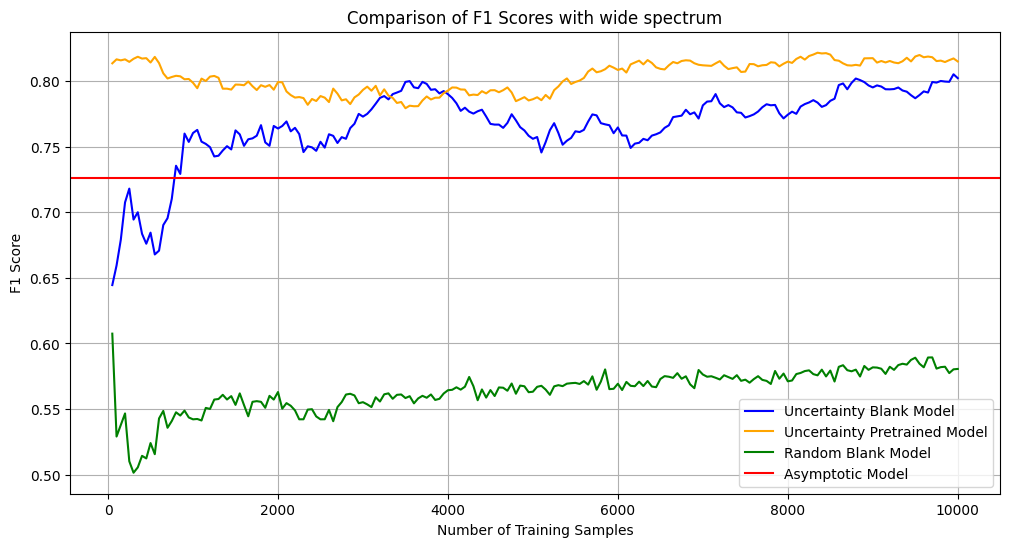 Comparison of F1 Scores with wide spectrum
F1 Score
0.80
0.75
0.70
0.65
0.60
0.55
0.50
0
2000
4000
6000
8000
10000
Number of Training Samples
Uncertainty Blank Model
Uncertainty Pretrained Model
Random Blank Model
Asymptotic Model